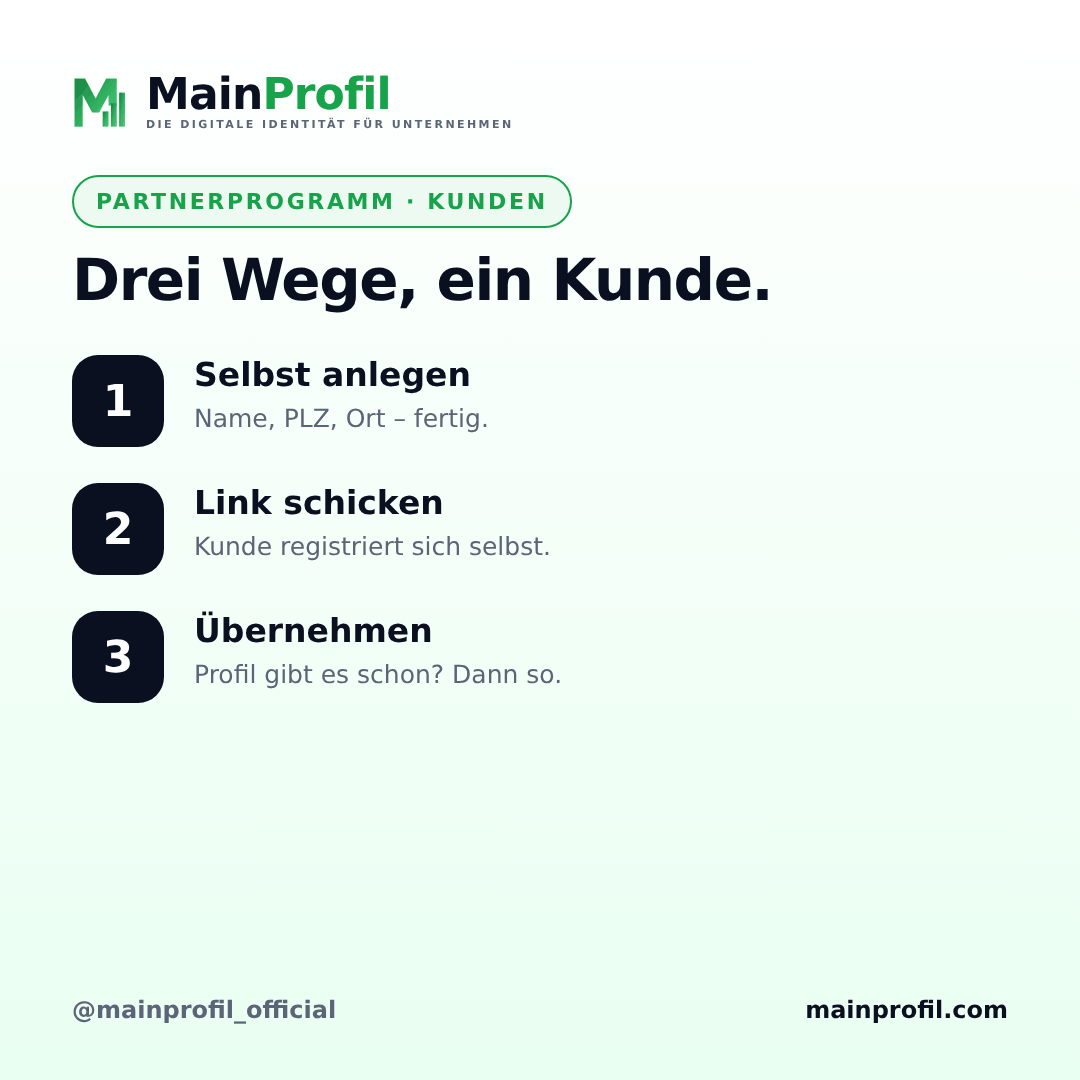 MainProfil
DIE DIGITALE IDENTITÄT FÜR UNTERNEHMEN
PARTNERPROGRAMM · KUNDEN
Drei Wege, ein Kunde.
1
Selbst anlegen
Name, PLZ, Ort – fertig.
2
Link schicken
Kunde registriert sich selbst.
3
Übernehmen
Profil gibt es schon? Dann so.
@mainprofil_official
mainprofil.com